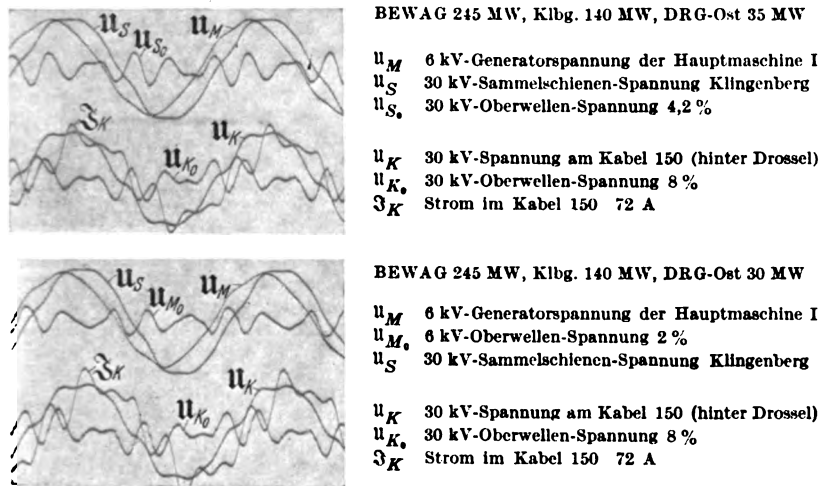 BEWAG 245 MW, Klbg. 140 MW, DRG-Ost 35 MW
𝔘S 𝔘S0 𝔘M
𝔍K 𝔘K
𝔘K0
𝔘M 6 kV-Generatorspannung der Hauptmaschine I
𝔘S 30 kV-Sammelschienen-Spannung Klingenberg
𝔘S0 30 kV-Oberwellen-Spannung 4,2 %
𝔘K 30 kV-Spannung am Kabel 150 (hinter Drossel)
𝔘K0 30 kV-Oberwellen-Spannung 8 %
𝔍K Strom im Kabel 150 72 A
BEWAG 245 MW, Klbg. 140 MW, DRG-Ost 30 MW
𝔘S 𝔘M0 𝔘M
𝔍K 𝔘K
𝔘K0
𝔘M 6 kV-Generatorspannung der Hauptmaschine I
𝔘M0 6 kV-Oberwellen-Spannung 2 %
𝔘S 30 kV-Sammelschienen-Spannung Klingenberg
𝔘K 30 kV-Spannung am Kabel 150 (hinter Drossel)
𝔘K0 30 kV-Oberwellen-Spannung 8 %
𝔍K Strom im Kabel 150 72 A